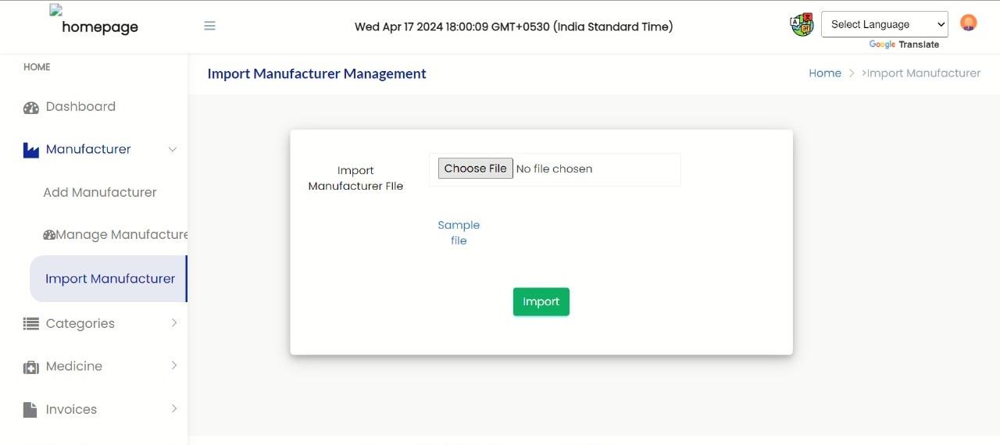 homepage
Wed Apr 17 2024 18:00:09 GMT+0530 (India Standard Time)
Select Language
Google Translate
HOME
Dashboard
Manufacturer
Add Manufacturer
Manage Manufacture
Import Manufacturer
Categories
Medicine
Invoices
Import Manufacturer Management
Home > >Import Manufacturer
Import
Manufacturer FIle
Choose File No file chosen
Sample
file
Import